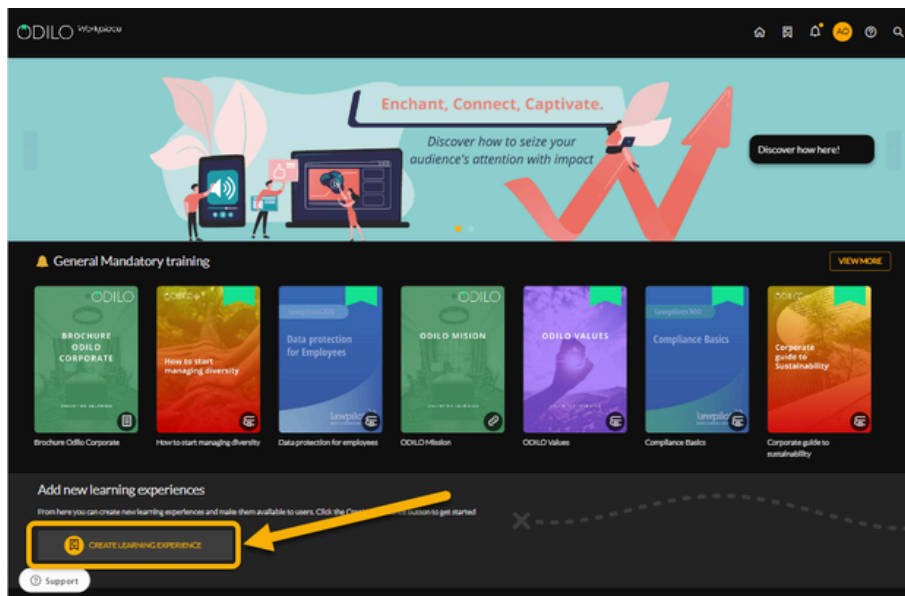 ODILO Workplace
AO
Enchant, Connect, Captivate.
Discover how to seize your
audience's attention with impact
Discover how here!
General Mandatory training
VIEW MORE
ODILO
BROCHURE
ODILO
CORPORATE
How to start
managing diversity
lawpilots
Data protection
for Employees
lawpilo
ODILO
ODILO MISION
ODILO VALUES
Compliance Basics
lawpilo
Corporate
guide to
Sustainability
Brochure Odilo Corporate
How to start managing diversity
Data protection for employees
ODILO Mission
ODILO Values
Compliance Basics
Corporate guide to
sustainability
Add new learning experiences
From here you can create new learning experiences and make them available to users. Click the Cre button to get started
CREATE LEARNING EXPERIENCE
Support